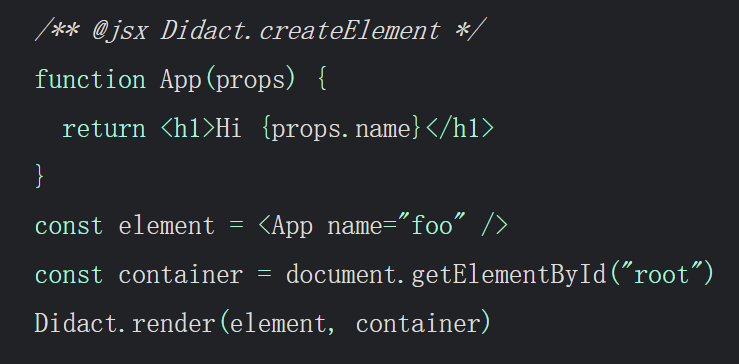 /** @jsx Didact.createElement */
function App(props) {
  return <h1>Hi {props.name}</h1>
}
const element = <App name="foo" />
const container = document.getElementById("root")
Didact.render(element, container)